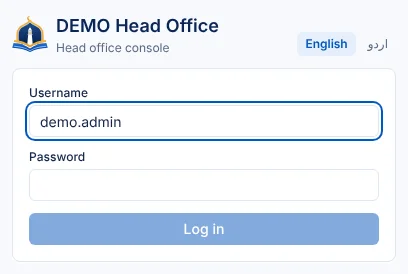 DEMO Head Office
Head office console
English
اردو
Username
demo.admin
Password
Log in